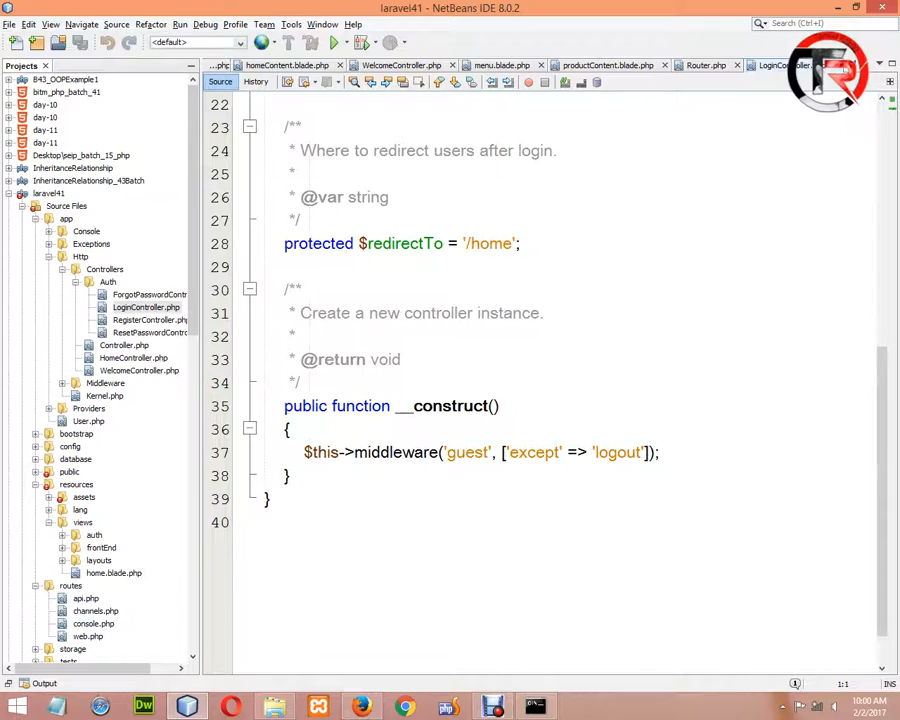 laravel41 - NetBeans IDE 8.0.2
File Edit View Navigate Source Refactor Run Debug Profile Team Tools Window Help
Search (Ctrl+I)
<default>
Projects
...php homeContent.blade.php WelcomeController.php menu.blade.php productContent.blade.php Router.php LoginController.
Source History
B43_OOPExample1
bitm_php_batch_41
day-10
day-10
day-11
day-11
Desktop\seip_batch_15_php
InheritanceRelationship
InheritanceRelationship_43Batch
laravel41
Source Files
app
Console
Exceptions
Http
Controllers
Auth
ForgotPasswordContr
LoginController.php
RegisterController.php
ResetPasswordContro
Controller.php
HomeController.php
WelcomeController.php
Middleware
Kernel.php
Providers
User.php
bootstrap
config
database
public
resources
assets
lang
views
auth
frontEnd
layouts
home.blade.php
routes
api.php
channels.php
console.php
web.php
storage
tests
22
23 /**
24 * Where to redirect users after login.
25 *
26 * @var string
27 */
28 protected $redirectTo = '/home';
29
30 /**
31 * Create a new controller instance.
32 *
33 * @return void
34 */
35 public function __construct()
36 {
37 $this->middleware('guest', ['except' => 'logout']);
38 }
39 }
40
Output
1:1 INS
10:00 AM
2/2/2017